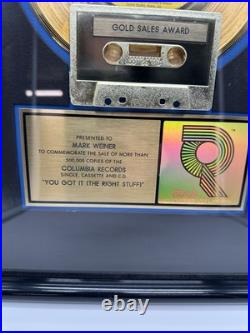 GOLD SALES AWARD
PRESENTED TO
MARK WEINER
TO COMMEMORATE THE SALE OF MORE THAN
500,000 COPIES OF THE
COLUMBIA RECORDS
SINGLE, CASSETTE AND C.D.
"YOU GOT IT (THE RIGHT STUFF)"